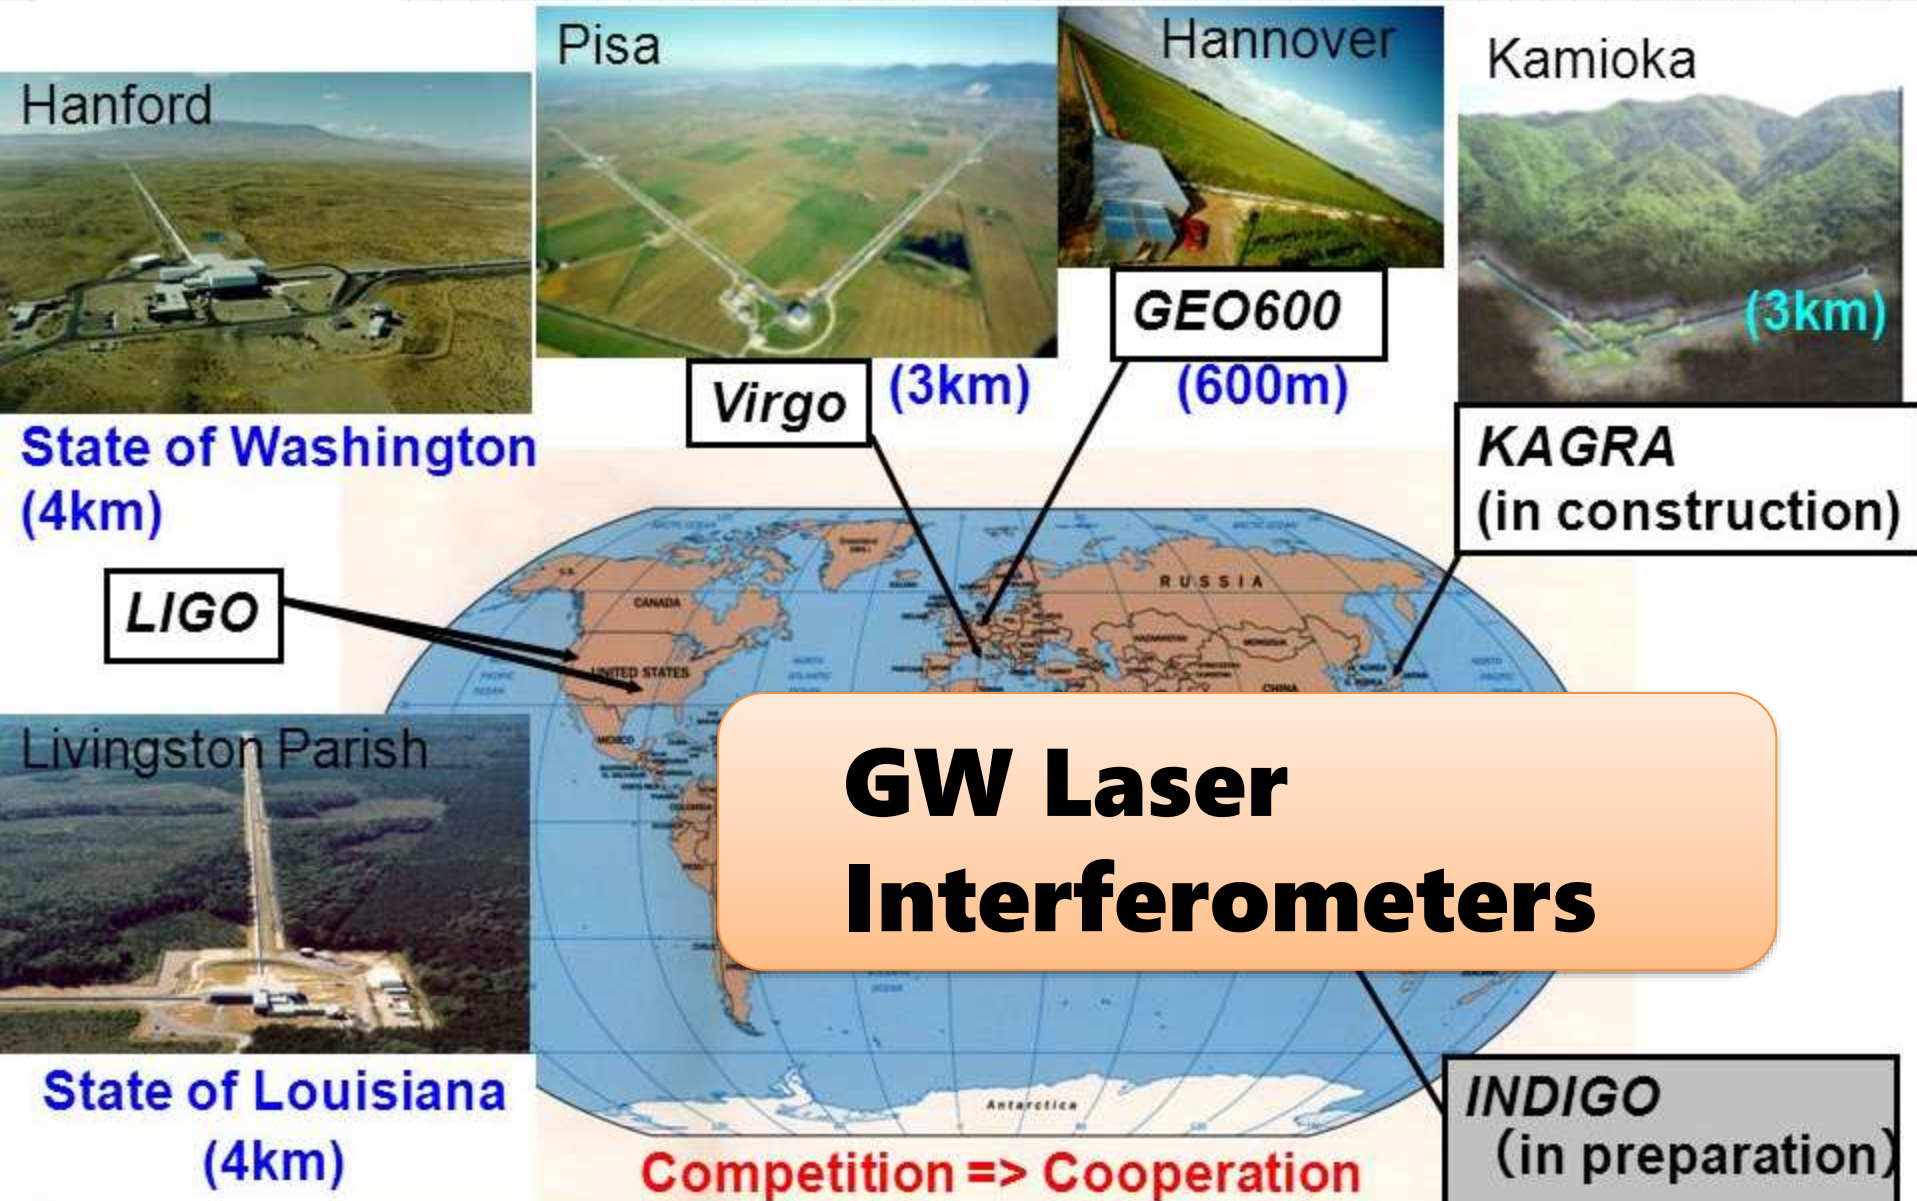 Pisa
Hannover
Kamioka
Hanford
(3km)
GEO600
Virgo
(3km)
(600m)
State of Washington
(4km)
KAGRA
(in construction)
LIGO
CANADA
RUSSIA
UNITED STATES
CHINA
MEXICO
Livingston Parish
GW Laser
Interferometers
State of Louisiana
(4km)
Antarctica
INDIGO
(in preparation)
Competition => Cooperation